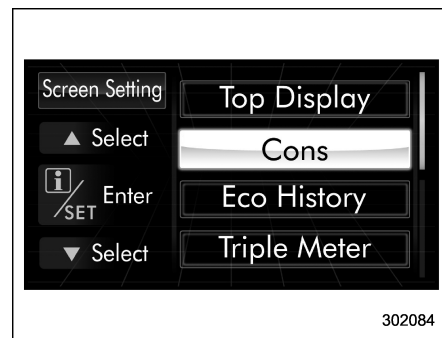 Screen Setting
▲ Select
i/SET Enter
▼ Select
Top Display
Cons
Eco History
Triple Meter
302084